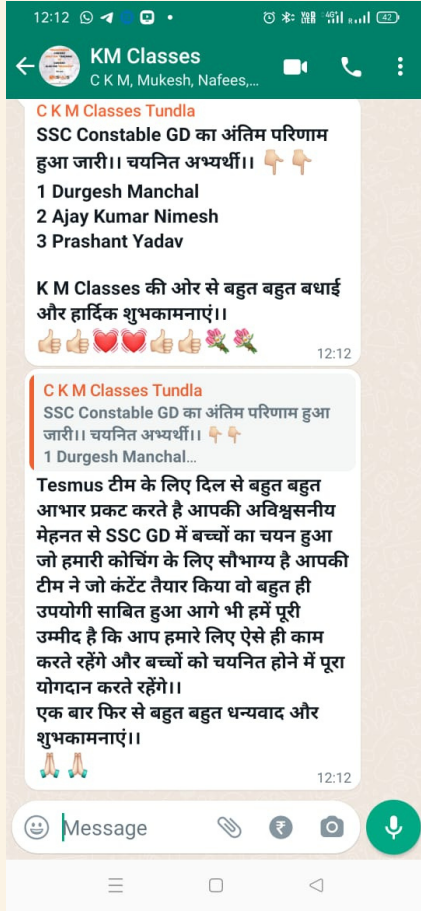 12:12
4G
42
KM Classes
C K M, Mukesh, Nafees,...
C K M Classes Tundla
SSC Constable GD का अंतिम परिणाम
हुआ जारी।। चयनित अभ्यर्थी।। 👇🏻 👇🏻
1 Durgesh Manchal
2 Ajay Kumar Nimesh
3 Prashant Yadav
K M Classes की ओर से बहुत बहुत बधाई
और हार्दिक शुभकामनाएं।।
👍🏻👍🏻💓💓👍🏻👍🏻💐💐
12:12
C K M Classes Tundla
SSC Constable GD का अंतिम परिणाम हुआ
जारी।। चयनित अभ्यर्थी।। 👇🏻 👇🏻
1 Durgesh Manchal...
Tesmus टीम के लिए दिल से बहुत बहुत
आभार प्रकट करते है आपकी अविश्वसनीय
मेहनत से SSC GD में बच्चों का चयन हुआ
जो हमारी कोचिंग के लिए सौभाग्य है आपकी
टीम ने जो कंटेंट तैयार किया वो बहुत ही
उपयोगी साबित हुआ आगे भी हमें पूरी
उम्मीद है कि आप हमारे लिए ऐसे ही काम
करते रहेंगे और बच्चों को चयनित होने में पूरा
योगदान करते रहेंगे।।
एक बार फिर से बहुत बहुत धन्यवाद और
शुभकामनाएं।।
🙏🏻 🙏🏻
12:12
Message
₹